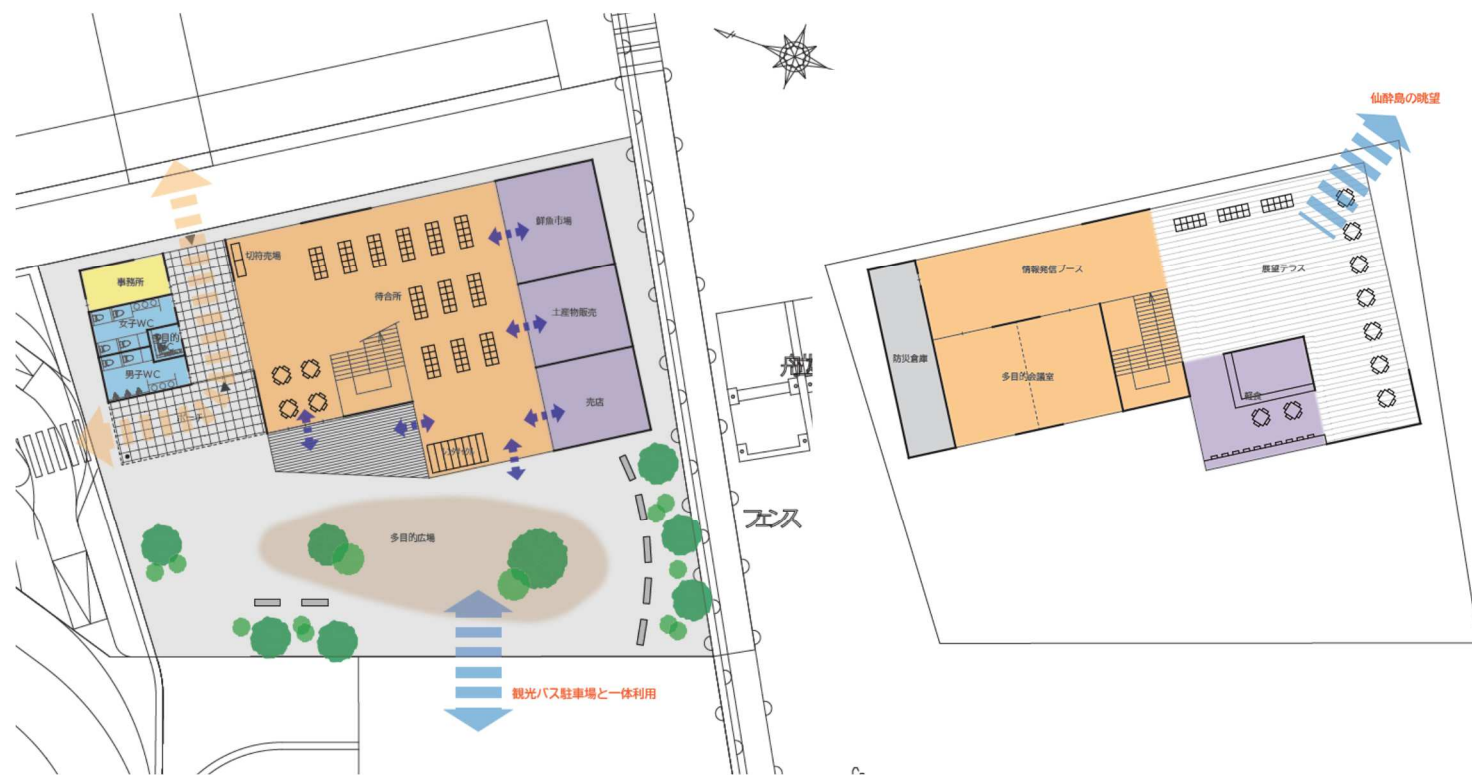 仙酔島の眺望
鮮魚市場
切符売場
待合所
事務所
女子WC
多目的
WC
男子WC
土産物販売
売店
多目的広場
フェンス
観光バス駐車場と一体利用
情報発信ブース
展望テラス
防災倉庫
多目的会議室
軽食